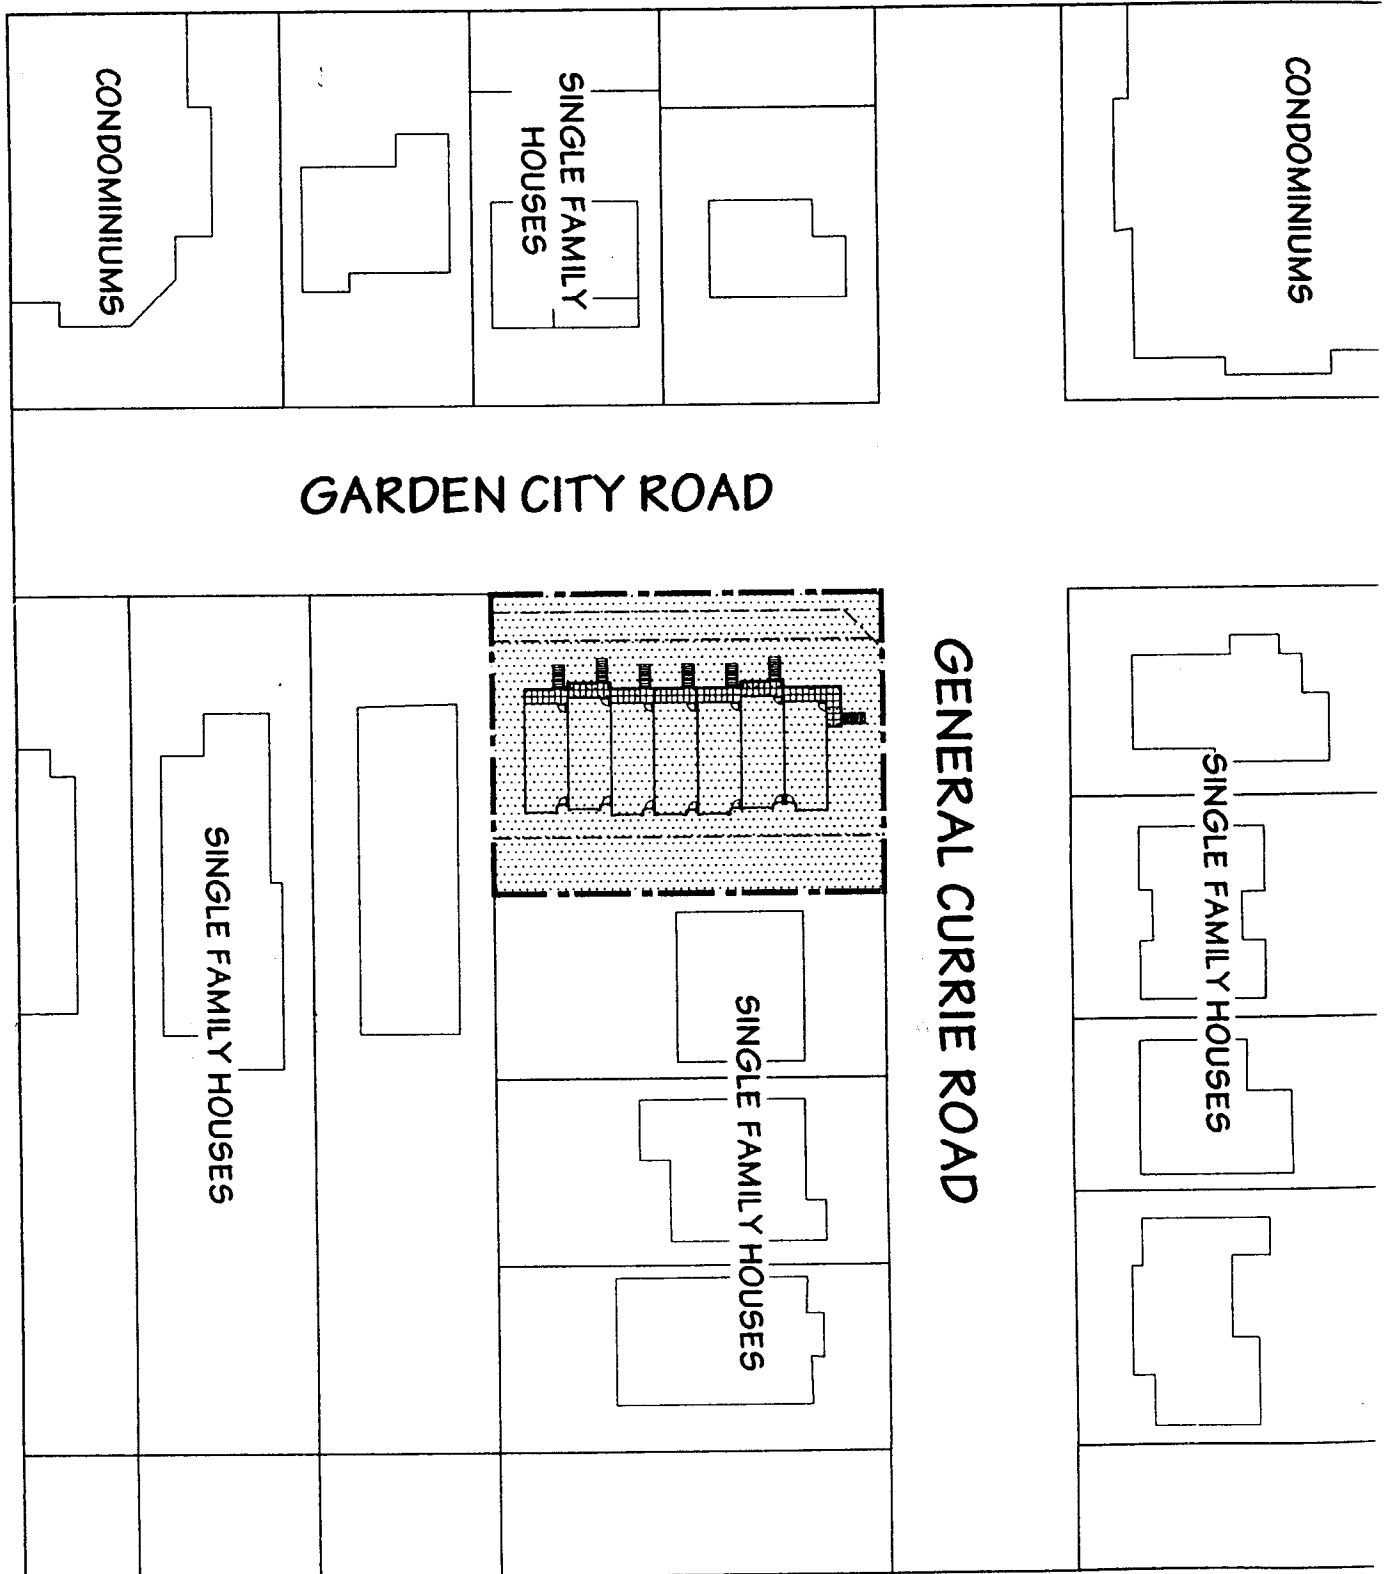 CONDOMINIUMS
SINGLE FAMILY
HOUSES
CONDOMINIUMS
GARDEN CITY ROAD
GENERAL CURRIE ROAD
SINGLE FAMILY HOUSES
SINGLE FAMILY HOUSES
SINGLE FAMILY HOUSES